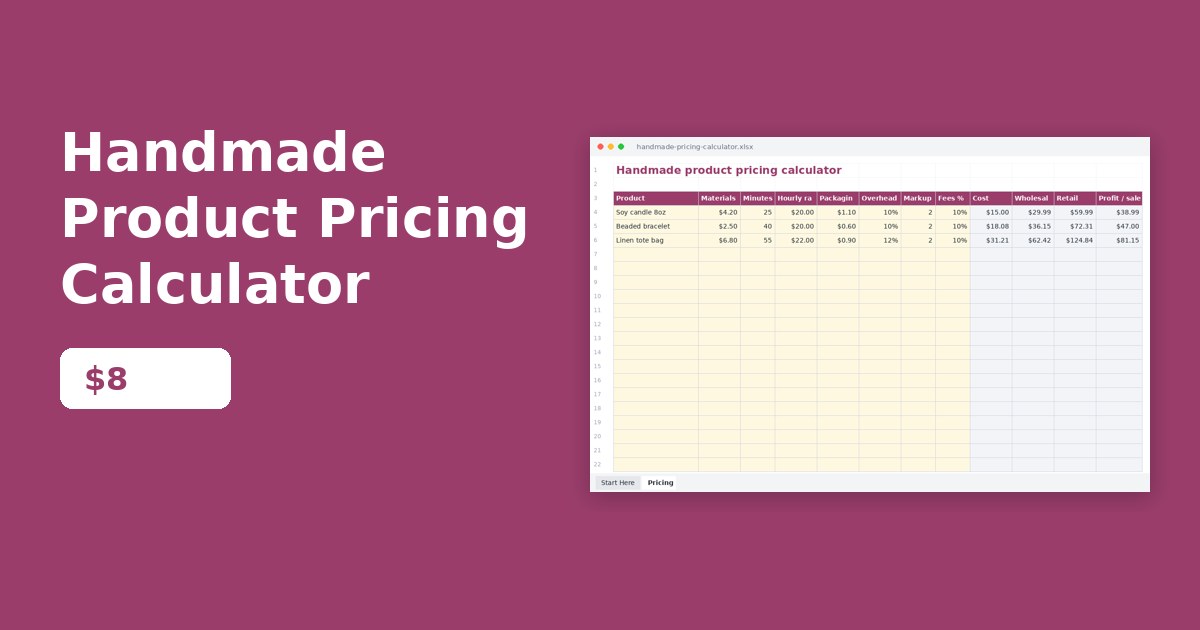 Handmade
Product Pricing
Calculator
$8
handmade-pricing-calculator.xlsx
1 Handmade product pricing calculator
2
3 Product Materials Minutes Hourly ra Packagin Overhead Markup Fees % Cost Wholesal Retail Profit / sale
4 Soy candle 8oz $4.20 25 $20.00 $1.10 10% 2 10% $15.00 $29.99 $59.99 $38.99
5 Beaded bracelet $2.50 40 $20.00 $0.60 10% 2 10% $18.08 $36.15 $72.31 $47.00
6 Linen tote bag $6.80 55 $22.00 $0.90 12% 2 10% $31.21 $62.42 $124.84 $81.15
7
8
9
10
11
12
13
14
15
16
17
18
19
20
21
22
Start Here Pricing